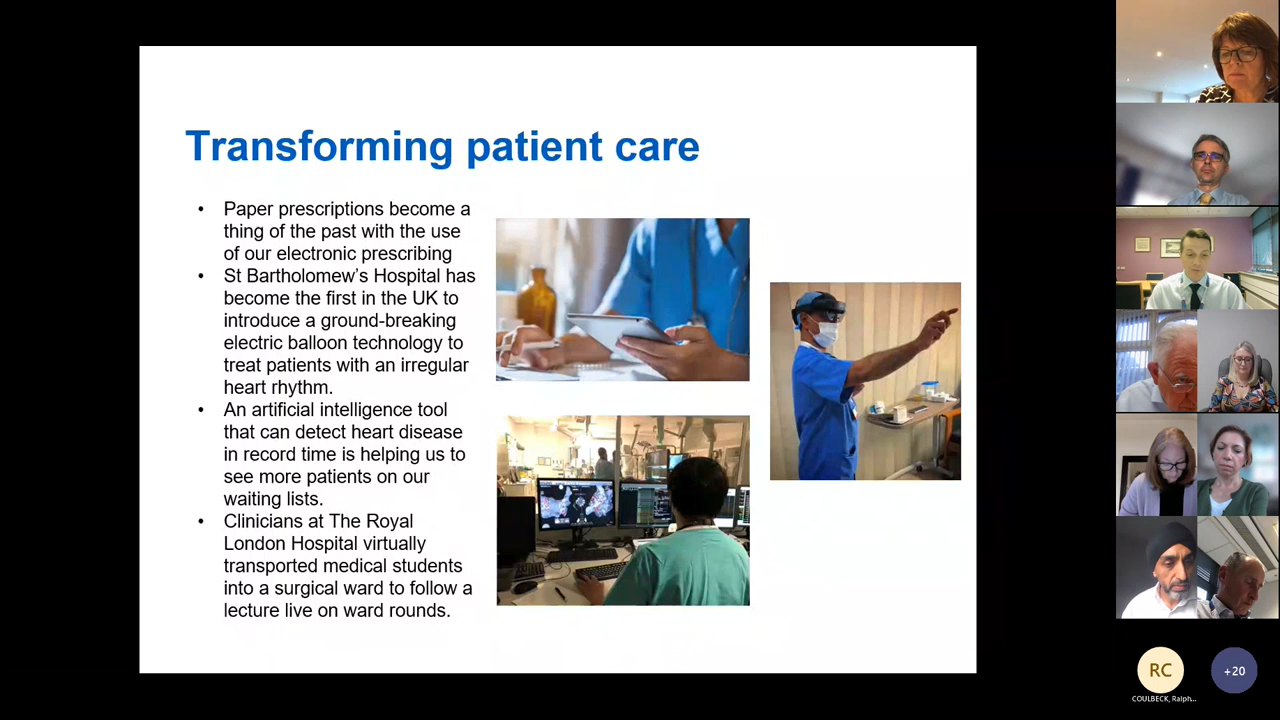 Transforming patient care
• Paper prescriptions become a
thing of the past with the use
of our electronic prescribing
• St Bartholomew's Hospital has
become the first in the UK to
introduce a ground-breaking
electric balloon technology to
treat patients with an irregular
heart rhythm.
• An artificial intelligence tool
that can detect heart disease
in record time is helping us to
see more patients on our
waiting lists.
• Clinicians at The Royal
London Hospital virtually
transported medical students
into a surgical ward to follow a
lecture live on ward rounds.
RC
+20
COULBECK, Ralph...